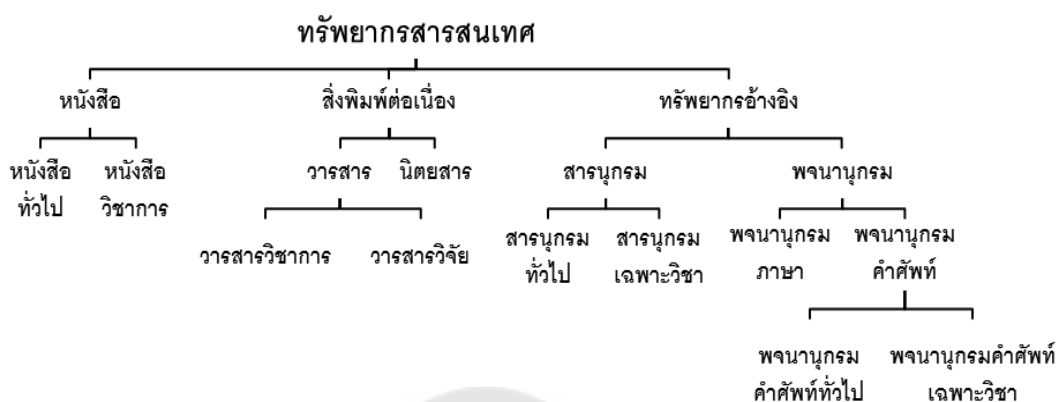 ทรัพยากรสารสนเทศ
หนังสือ
สิ่งพิมพ์ต่อเนื่อง
ทรัพยากรอ้างอิง
หนังสือ
ทั่วไป
หนังสือ
วิชาการ
วารสาร
นิตยสาร
สารนุกรม
พจนานุกรม
วารสารวิชาการ
วารสารวิจัย
สารนุกรม
ทั่วไป
สารนุกรม
เฉพาะวิชา
พจนานุกรม
ภาษา
พจนานุกรม
คำศัพท์
พจนานุกรม
คำศัพท์ทั่วไป
พจนานุกรมคำศัพท์
เฉพาะวิชา